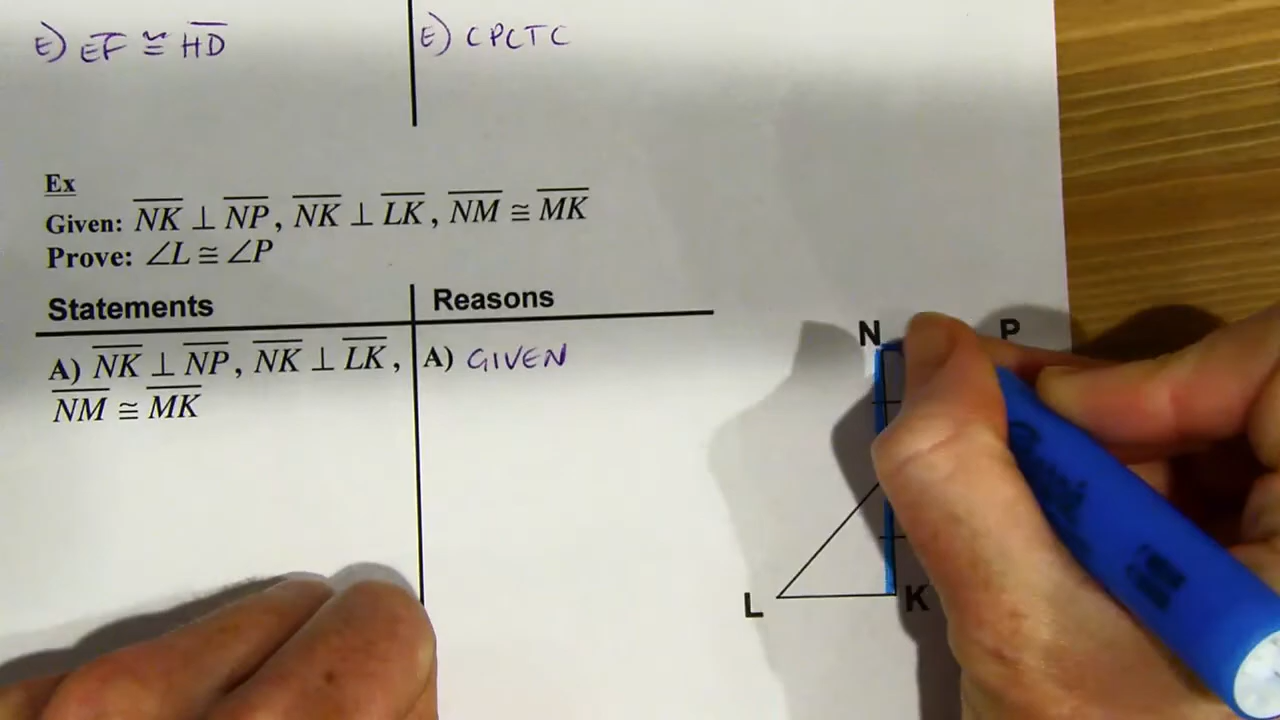 E) EF ≅ HD
E) CPCTC
Ex
Given: NK ⊥ NP, NK ⊥ LK, NM ≅ MK
Prove: ∠L ≅ ∠P
Statements
Reasons
A) NK ⊥ NP, NK ⊥ LK,
NM ≅ MK
A) GIVEN
N
P
L
K